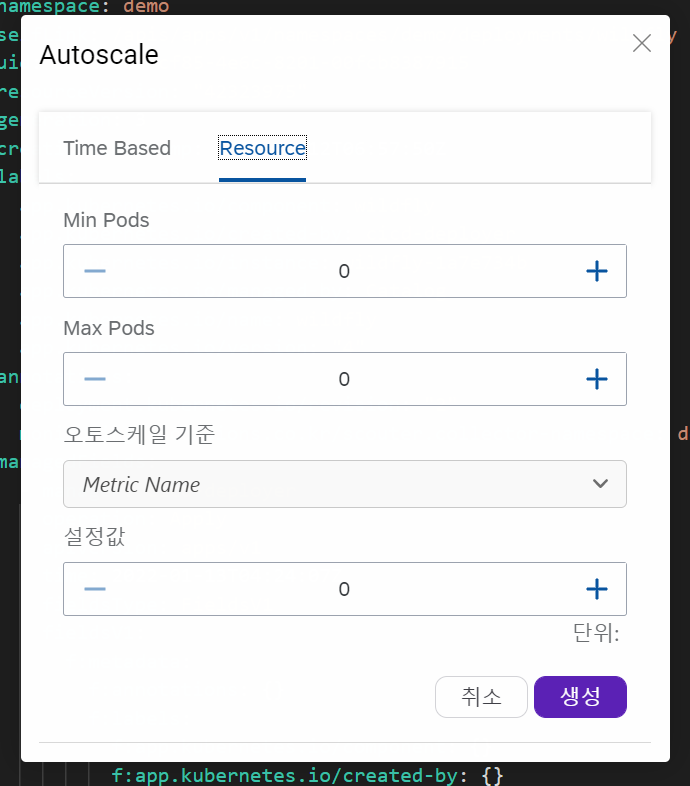 namespace: demo
Autoscale
Time Based
Resource
Min Pods
0
Max Pods
0
오토스케일 기준
Metric Name
설정값
0
단위:
취소
생성
f:app.kubernetes.io/created-by: {}